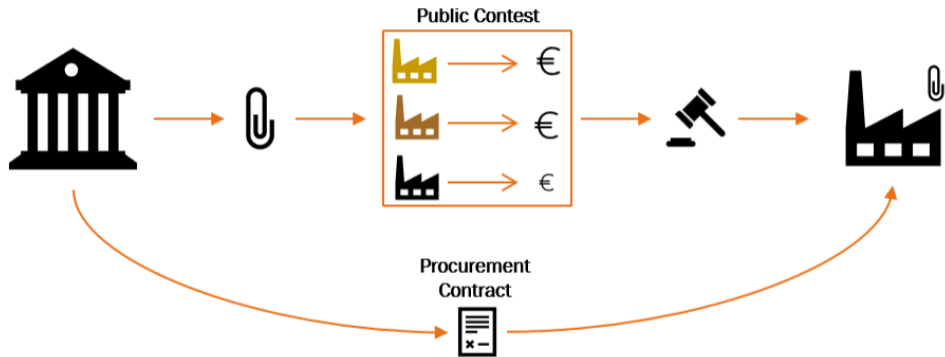 Public Contest
€
€
€
Procurement
Contract